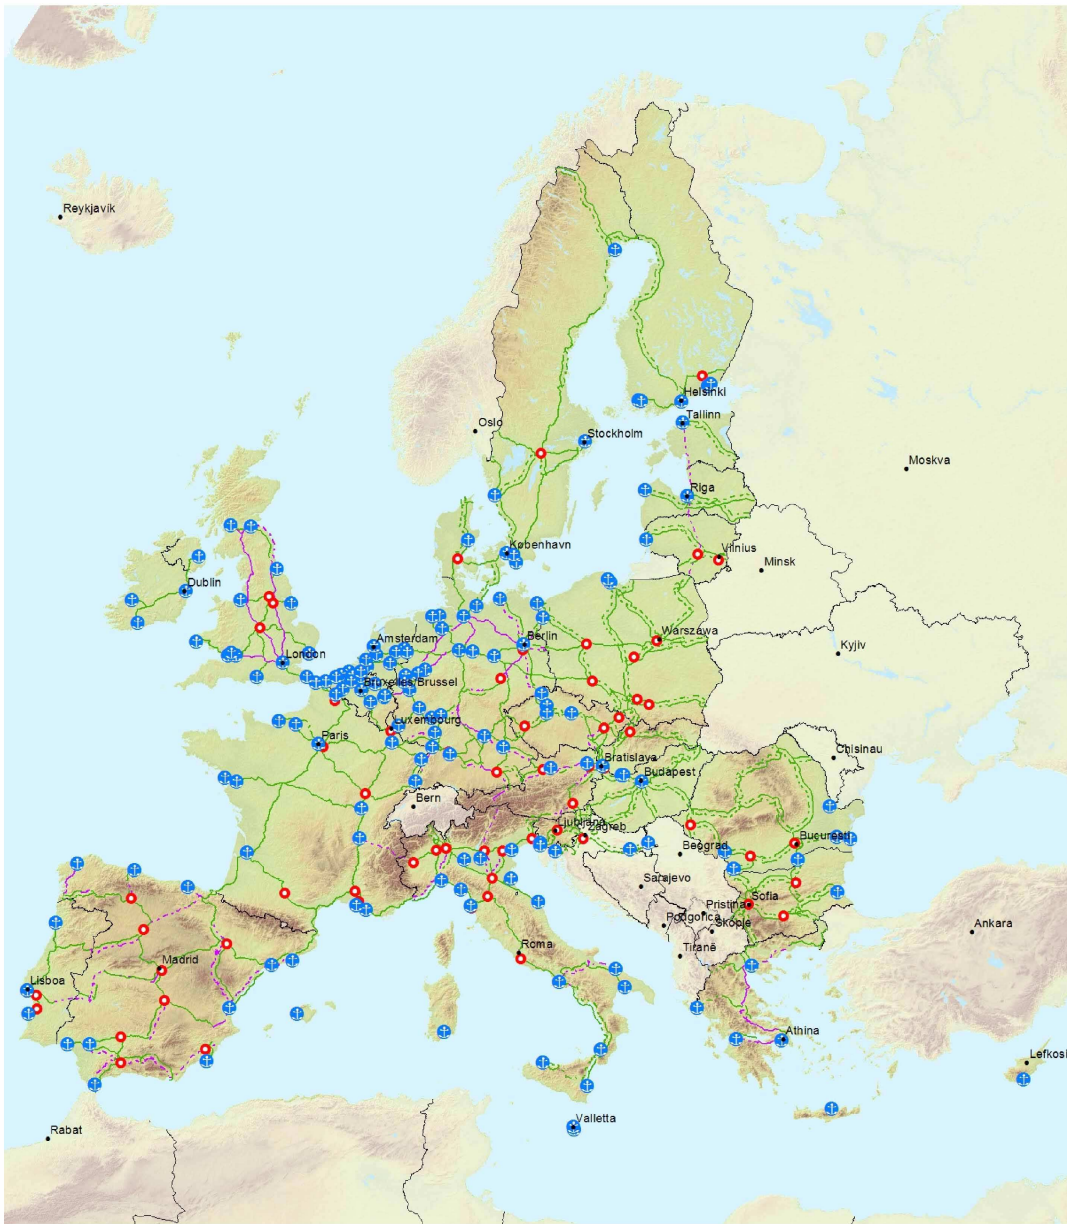 Reykjavík
Oslo
Helsinki
Tallinn
Stockholm
Moskva
Riga
København
Vilnius
Minsk
Dublin
Amsterdam
Berlin
Warszawa
Kyjiv
London
Bruxelles/Brussel
Luxembourg
Paris
Chisinau
Bratislava
Budapest
Bern
Ljubljana
Zagreb
Bucuresti
Beograd
Sarajevo
Sofia
Pristina
Podgorica
Skopje
Ankara
Roma
Tiranë
Madrid
Lisboa
Athina
Lefkosi
Valletta
Rabat